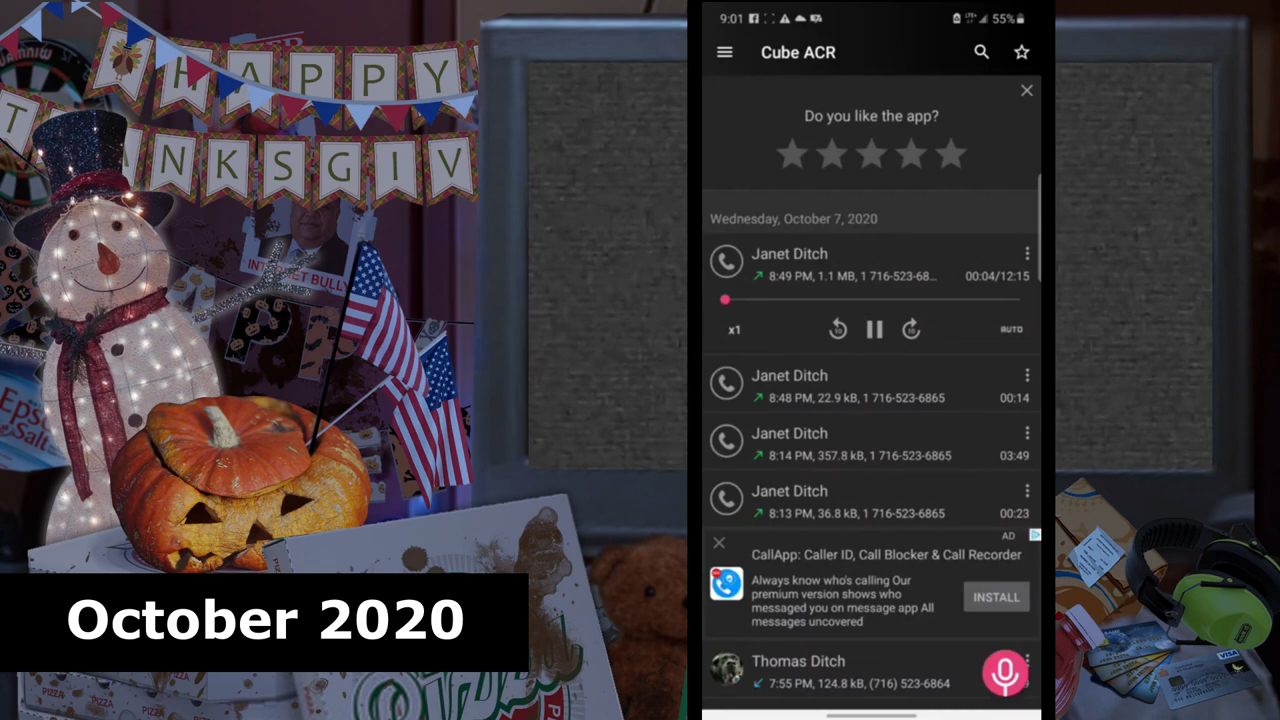 HAPPY
T
NKSGIV
INTERNET BULLY
Epsom
Salt
October 2020
PIZZA
PIZZA
PIZZA
PIZZA
VISA
9:01
55%
Cube ACR
Do you like the app?
Wednesday, October 7, 2020
Janet Ditch
8:49 PM, 1.1 MB, 1 716-523-68...
00:04/12:15
x1
AUTO
Janet Ditch
8:48 PM, 22.9 kB, 1 716-523-6865
00:14
Janet Ditch
8:14 PM, 357.8 kB, 1 716-523-6865
03:49
Janet Ditch
8:13 PM, 36.8 kB, 1 716-523-6865
00:23
AD
CallApp: Caller ID, Call Blocker & Call Recorder
Always know who's calling Our
premium version shows who
messaged you on message app All
messages uncovered
INSTALL
Thomas Ditch
7:55 PM, 124.8 kB, (716) 523-6864